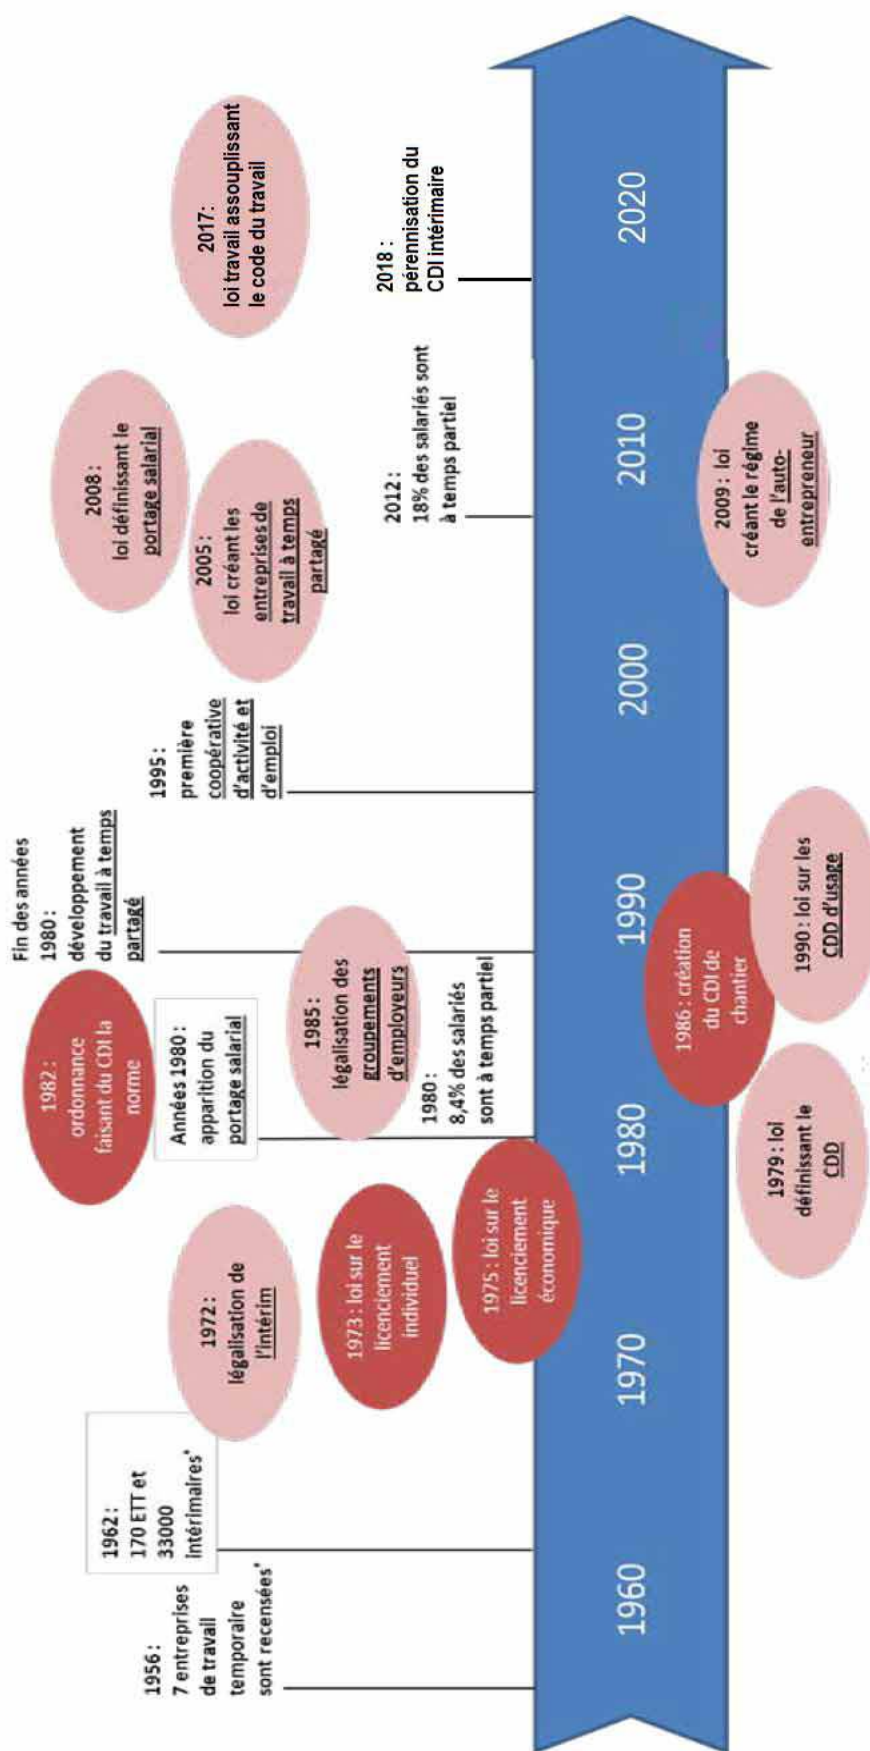 1956 :
7 entreprises
de travail
temporaire
sont recensées*
1962 :
170 ETT et
33000
intérimaires*
1972 :
légalisation de
l'intérim
1973 : loi sur le
licenciement
individuel
1975 : loi sur le
licenciement
économique
1982 :
ordonnance
faisant du CDI la
norme
Années 1980 :
apparition du
portage salarial
1985 :
légalisation des
groupements
d'employeurs
1980 :
8,4% des salariés
sont à temps partiel
Fin des années
1980 :
développement
du travail à temps
partagé
1995 :
première
coopérative
d'activité et
d'emploi
2008 :
loi définissant le
portage salarial
2005 :
loi créant les
entreprises de
travail à temps
partagé
2012 :
18% des salariés sont
à temps partiel
2017:
loi travail assouplissant
le code du travail
2018 :
pérennisation du
CDI intérimaire
1960
1970
1980
1990
2000
2010
2020
1979 : loi
définissant le
CDD
1986 : création
du CDI de
chantier
1990 : loi sur les
CDD d'usage
2009 : loi
créant le régime
de l'auto-
entrepreneur